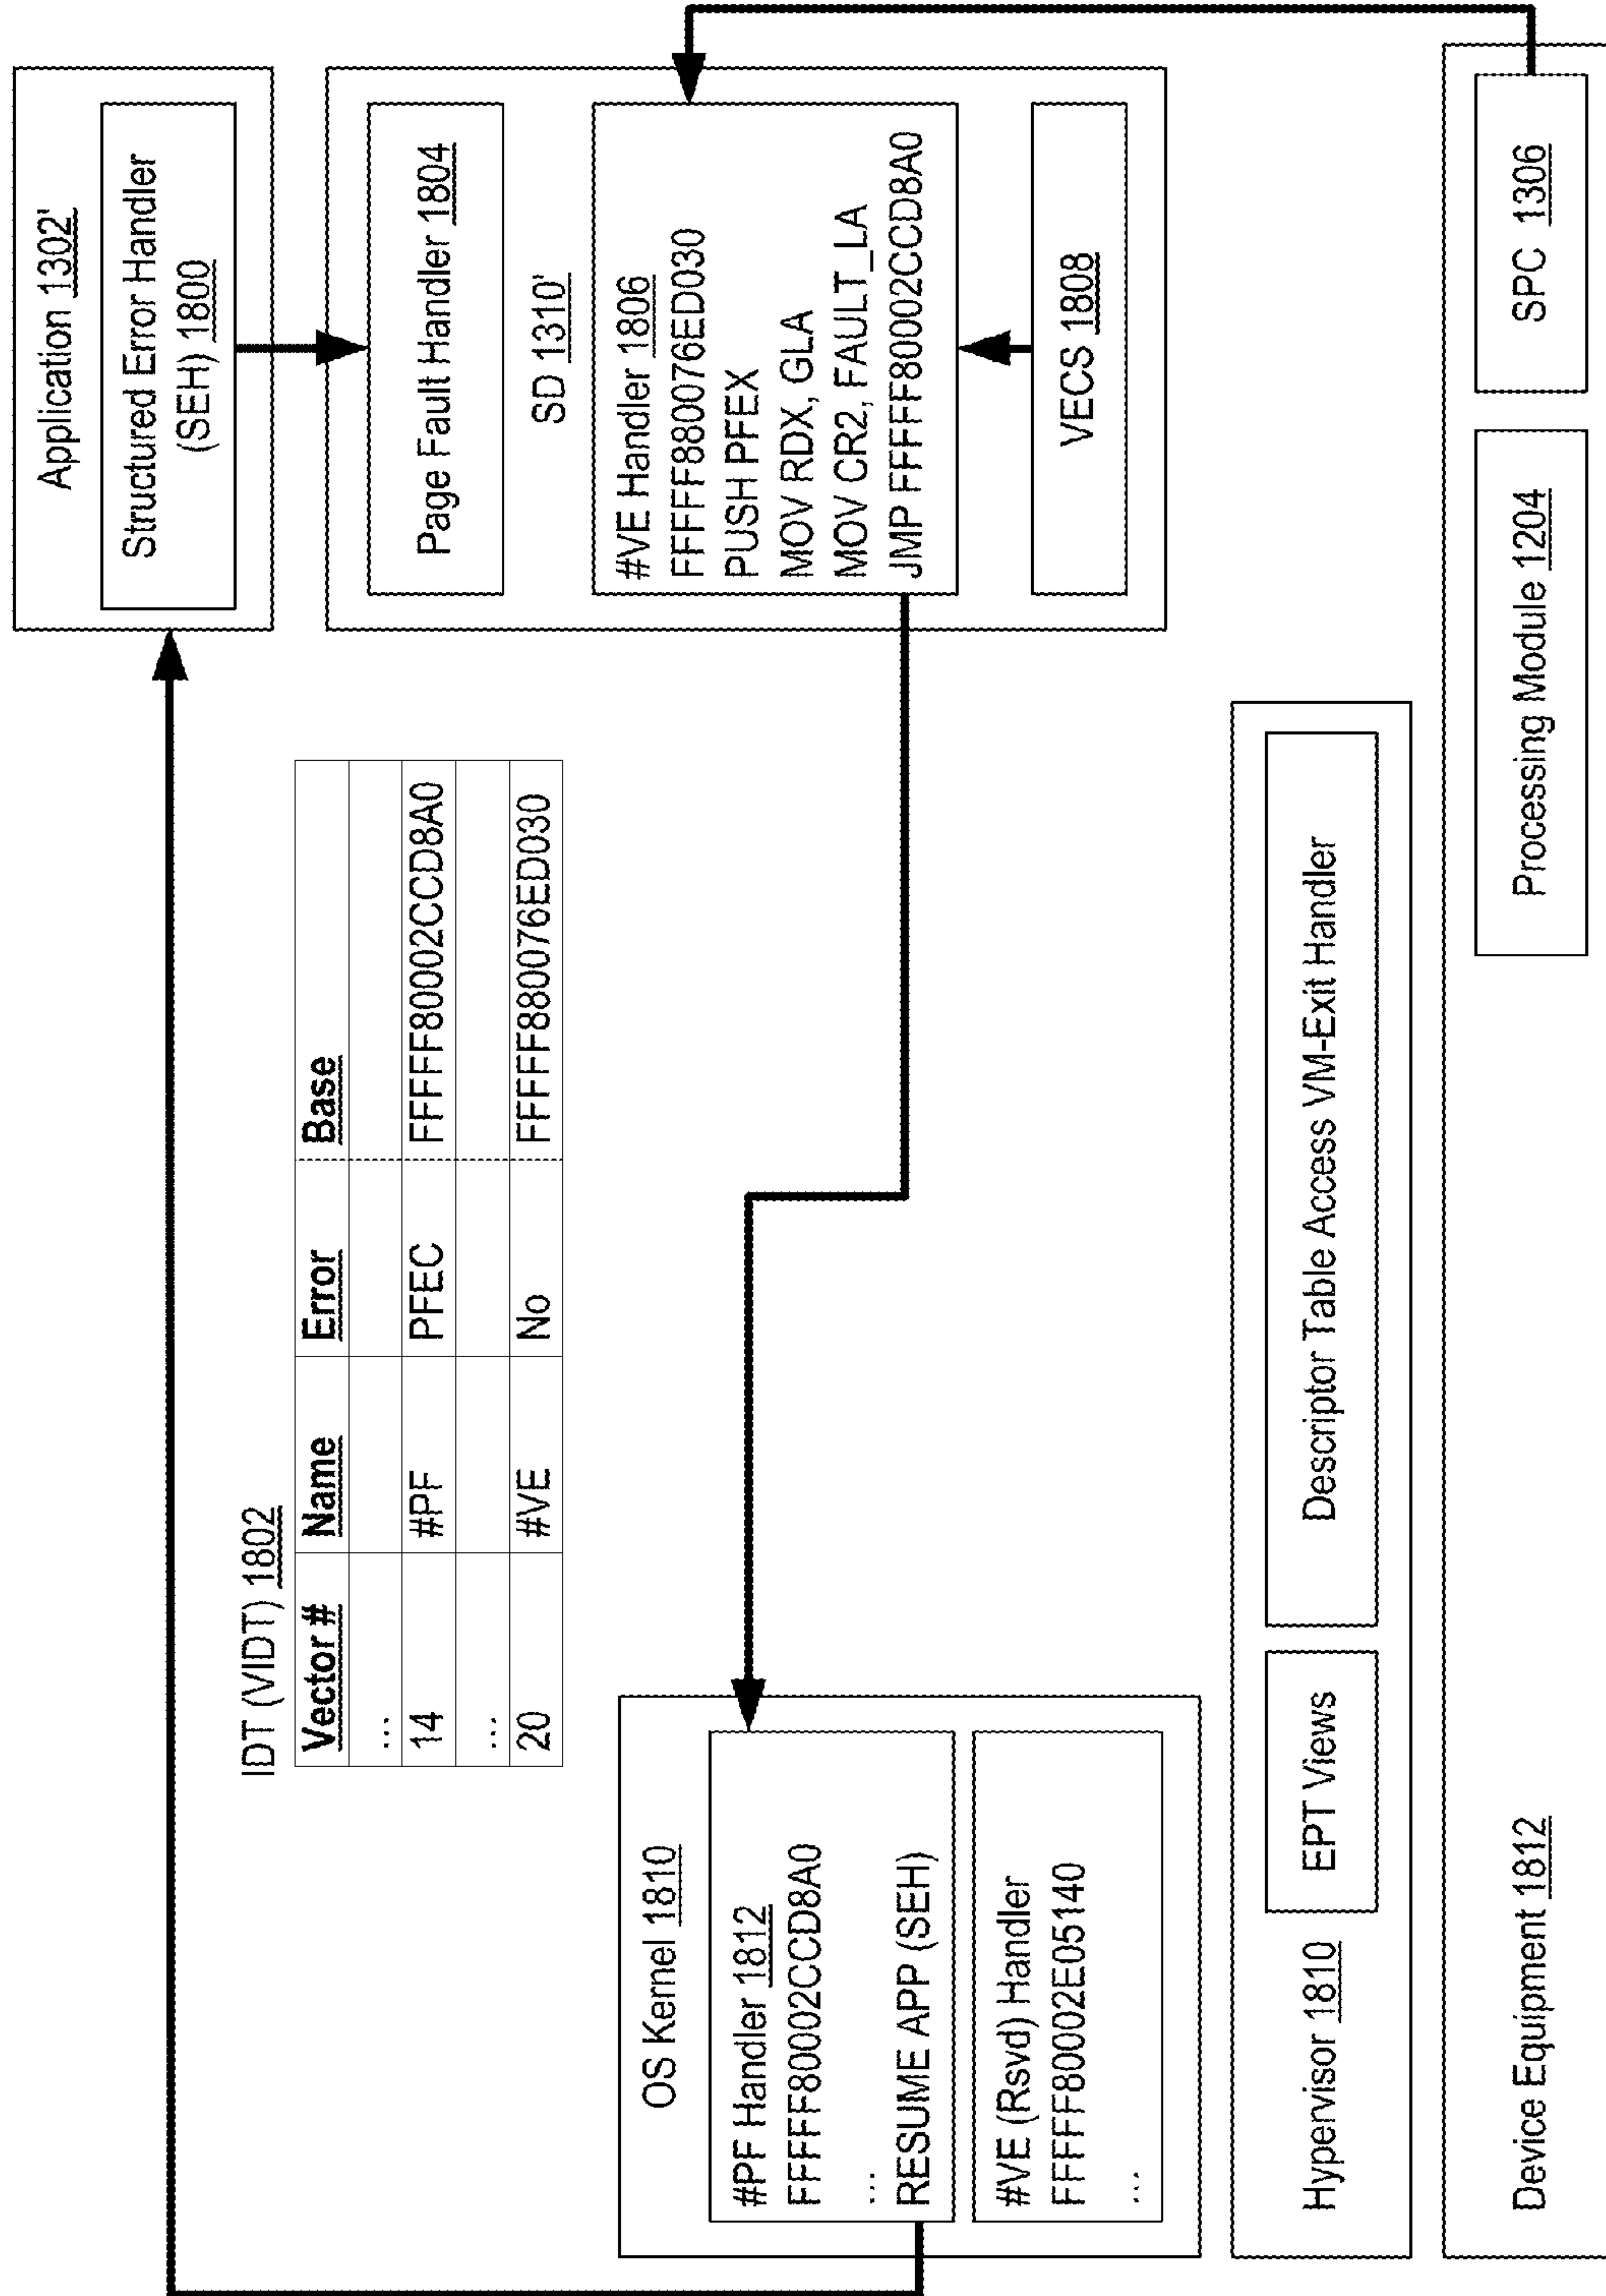 Application 1302'
Structured Error Handler
(SEH) 1800
IDT (VIDT) 1802
Vector # Name Error Base
...
14 #PF PFEC FFFFF80002CCD8A0
...
20 #VE No FFFFF880076ED030
Page Fault Handler 1804
SD 1310'
#VE Handler 1806
FFFFF880076ED030
PUSH PFEX
MOV RDX, GLA
MOV CR2, FAULT_LA
JMP FFFFF80002CCD8A0
VECS 1808
OS Kernel 1810
#PF Handler 1812
FFFFF80002CCD8A0
...
RESUME APP (SEH)
#VE (Rsvd) Handler
FFFFF80002E05140
...
Hypervisor 1810
EPT Views
Descriptor Table Access VM-Exit Handler
Device Equipment 1812
Processing Module 1204
SPC 1306